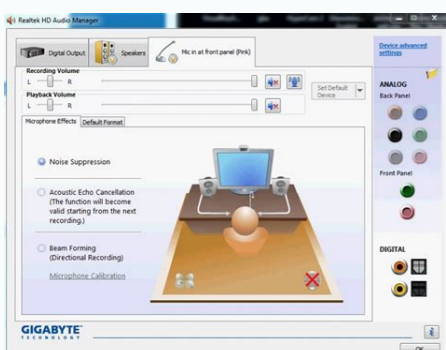 Realtek HD Audio Manager
Digital Output
Speakers
Mic in at front panel (Pink)
Device advanced
settings
Recording Volume
L
R
Set Default
Device
Playback Volume
L
R
ANALOG
Back Panel
Microphone Effects
Default Format
Noise Suppression
Acoustic Echo Cancellation
(The function will become
valid starting from the next
recording.)
Beam Forming
(Directional Recording)
Microphone Calibration
Front Panel
DIGITAL
GIGABYTE
TECHNOLOGY
OK